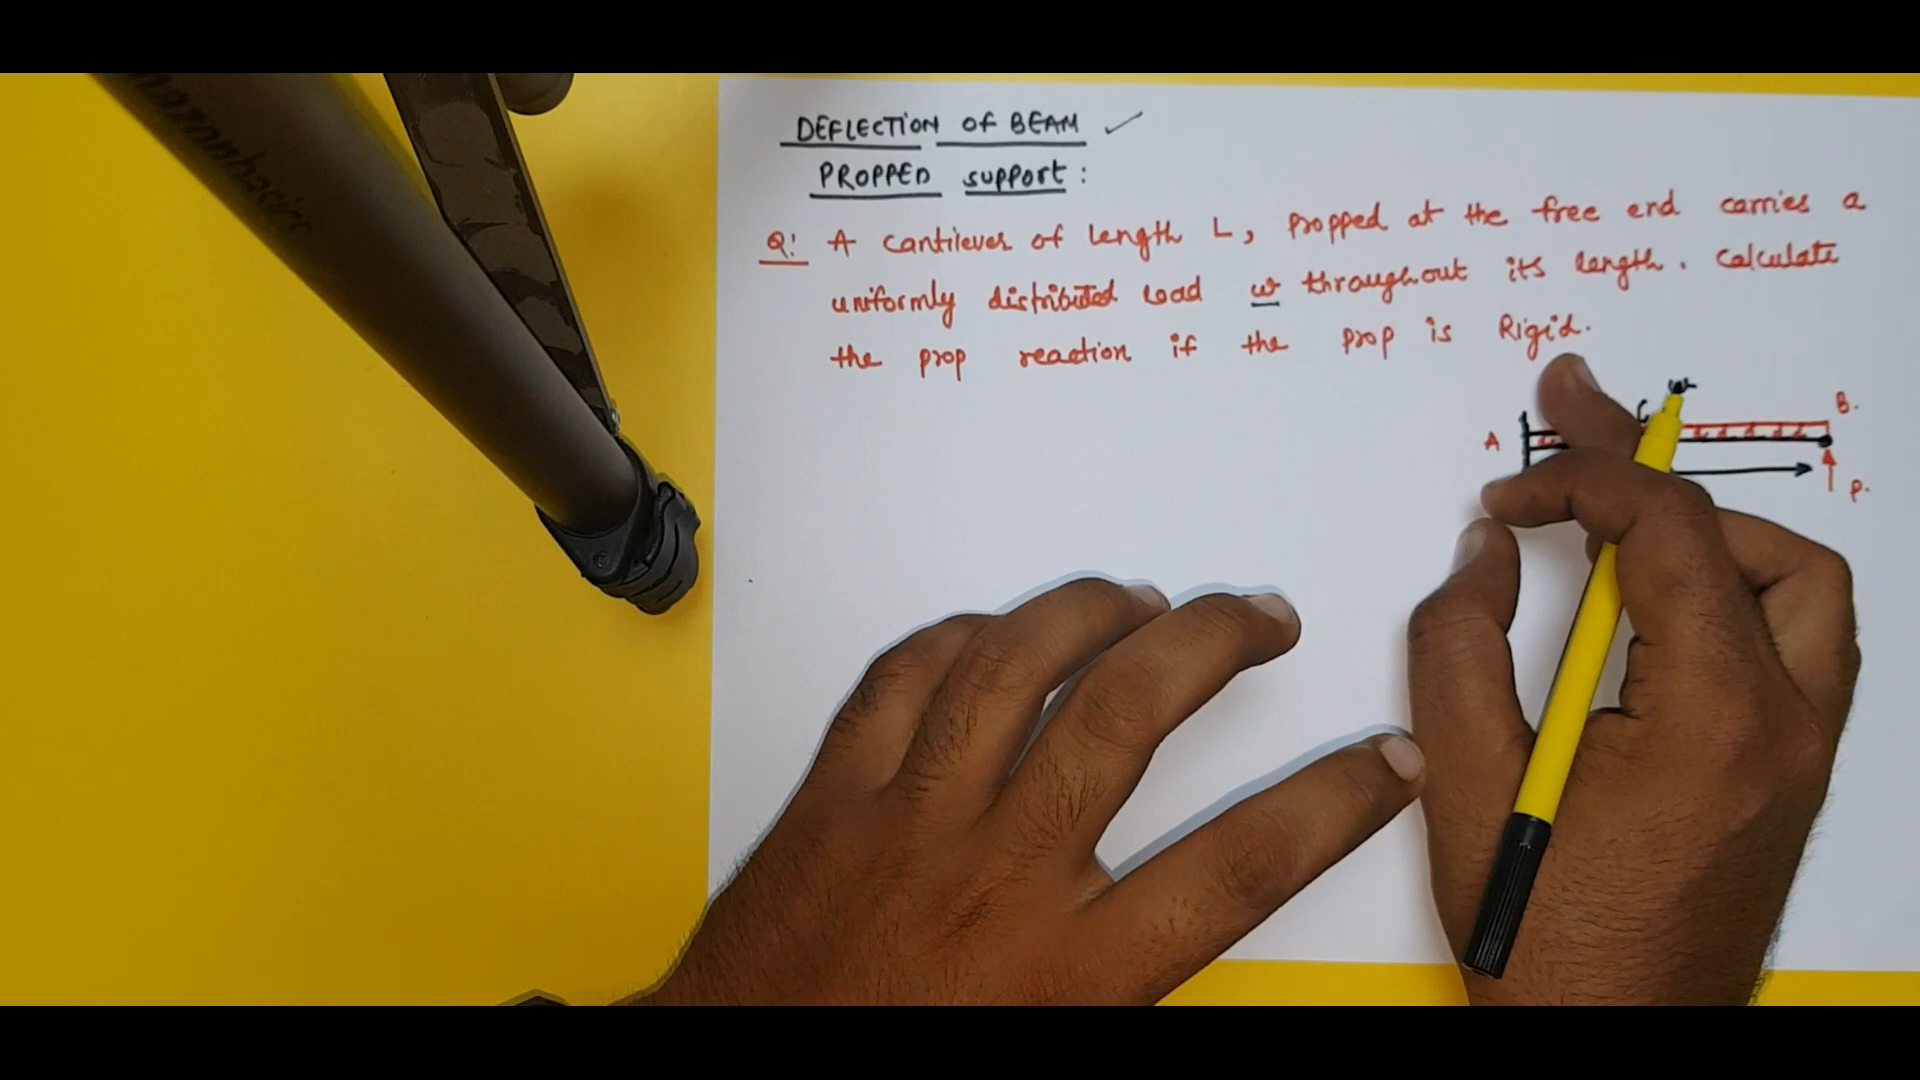 DEFLECTION OF BEAM
PROPPED SUPPORT:
Q: A cantilever of length L, propped at the free end carries a
uniformly distributed load w throughout its length. Calculate
the prop reaction if the prop is Rigid.
B.
A
P.
amazonbasics